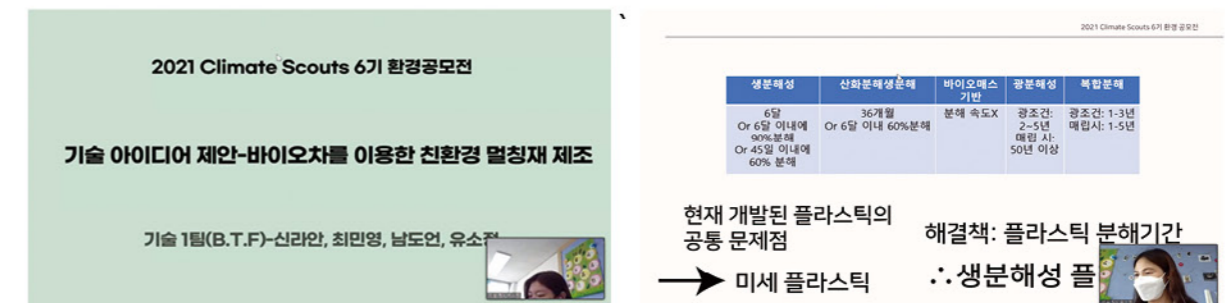 2021 Climate Scouts 6기 환경공모전
기술 아이디어 제안-바이오차를 이용한 친환경 멀칭재 제조
기술 1팀(B.T.F)-신라안, 최민영, 남도언,
2021 Climate Scouts 6기 환경 공모전
생분해성 산화분해생분해 바이오매스 광분해성 복합분해
기반
6달 36개월 분해 속도X 광조건: 광조건: 1-3년
Or 6달 이내에 Or 6달 이내 60%분해 2~5년 매립시: 1-5년
90%분해 매립 시:
Or 45일 이내에 50년 이상
60% 분해
현재 개발된 플라스틱의
공통 문제점
해결책: 플라스틱 분해기간
→ 미세 플라스틱
∴생분해성 플